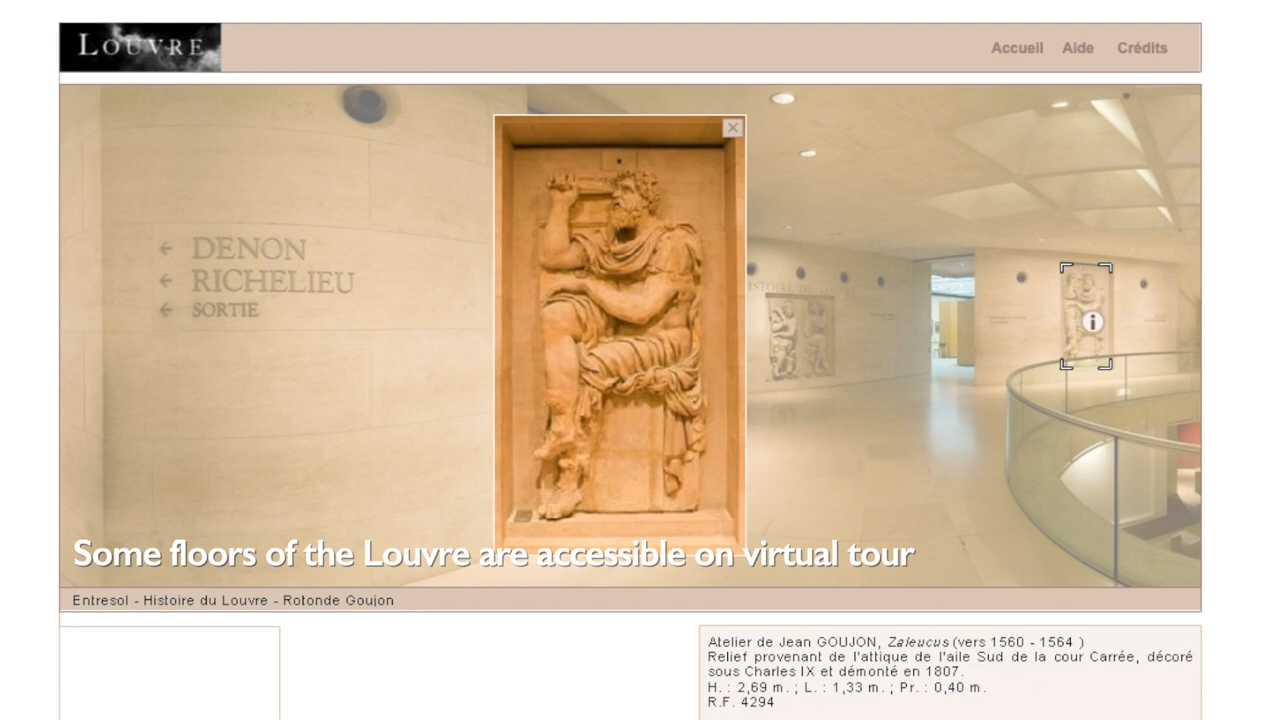 LOUVRE
Accueil Aide Crédits
← DENON
← RICHELIEU
← SORTIE
Some floors of the Louvre are accessible on virtual tour
Entresol - Histoire du Louvre - Rotonde Goujon
Atelier de Jean GOUJON, Zaleucus (vers 1560 - 1564 )
Relief provenant de l'attique de l'aile Sud de la cour Carrée, décoré
sous Charles IX et démonté en 1807.
H. : 2,69 m. ; L. : 1,33 m. ; Pr. : 0,40 m.
R.F. 4294